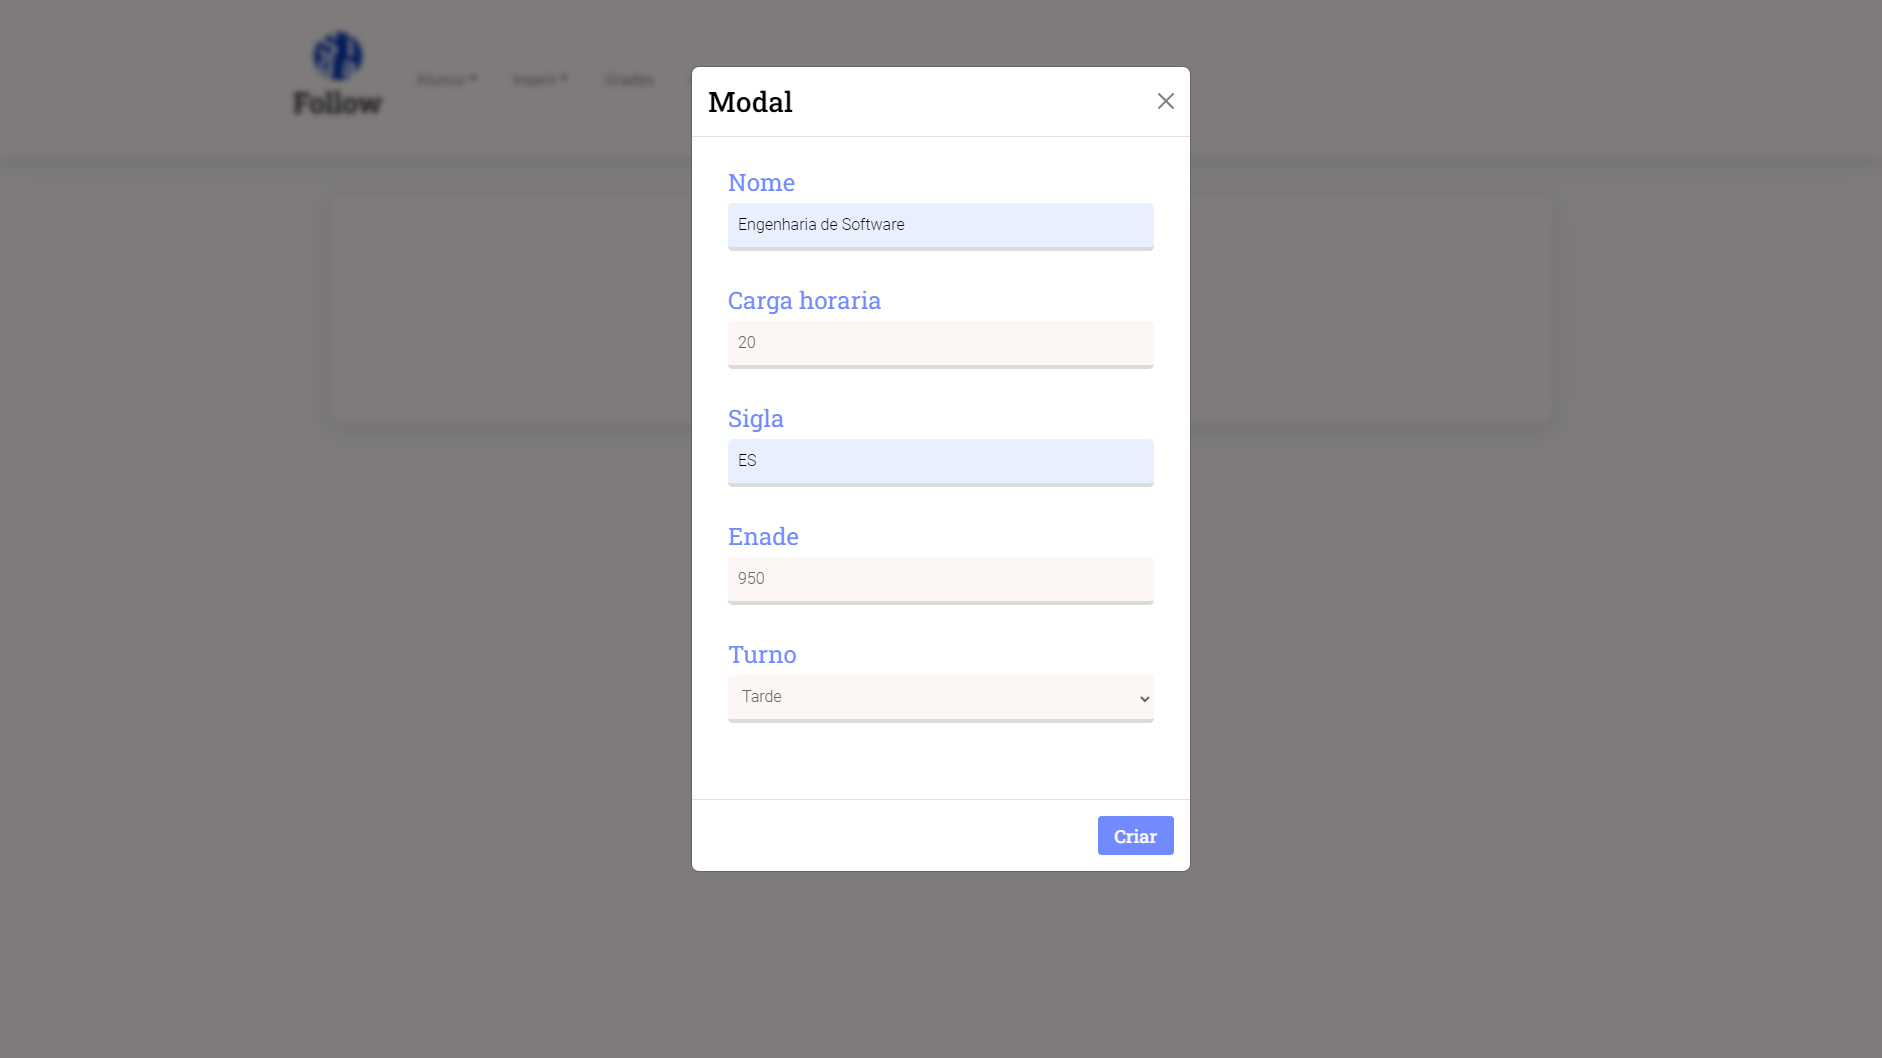 Follow
Alunos
Inserir
Grades
Modal
Nome
Engenharia de Software
Carga horaria
20
Sigla
ES
Enade
950
Turno
Tarde
Criar